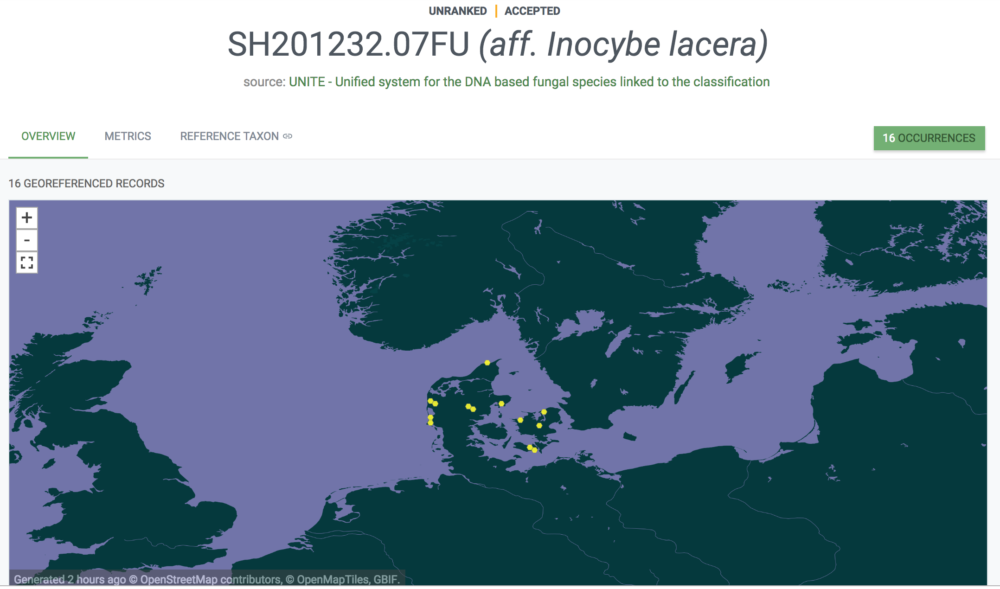 UNRANKED | ACCEPTED
SH201232.07FU (aff. Inocybe lacera)
source: UNITE - Unified system for the DNA based fungal species linked to the classification
OVERVIEW METRICS REFERENCE TAXON 16 OCCURRENCES
16 GEOREFERENCED RECORDS
+
-
Generated 2 hours ago © OpenStreetMap contributors, © OpenMapTiles, GBIF.